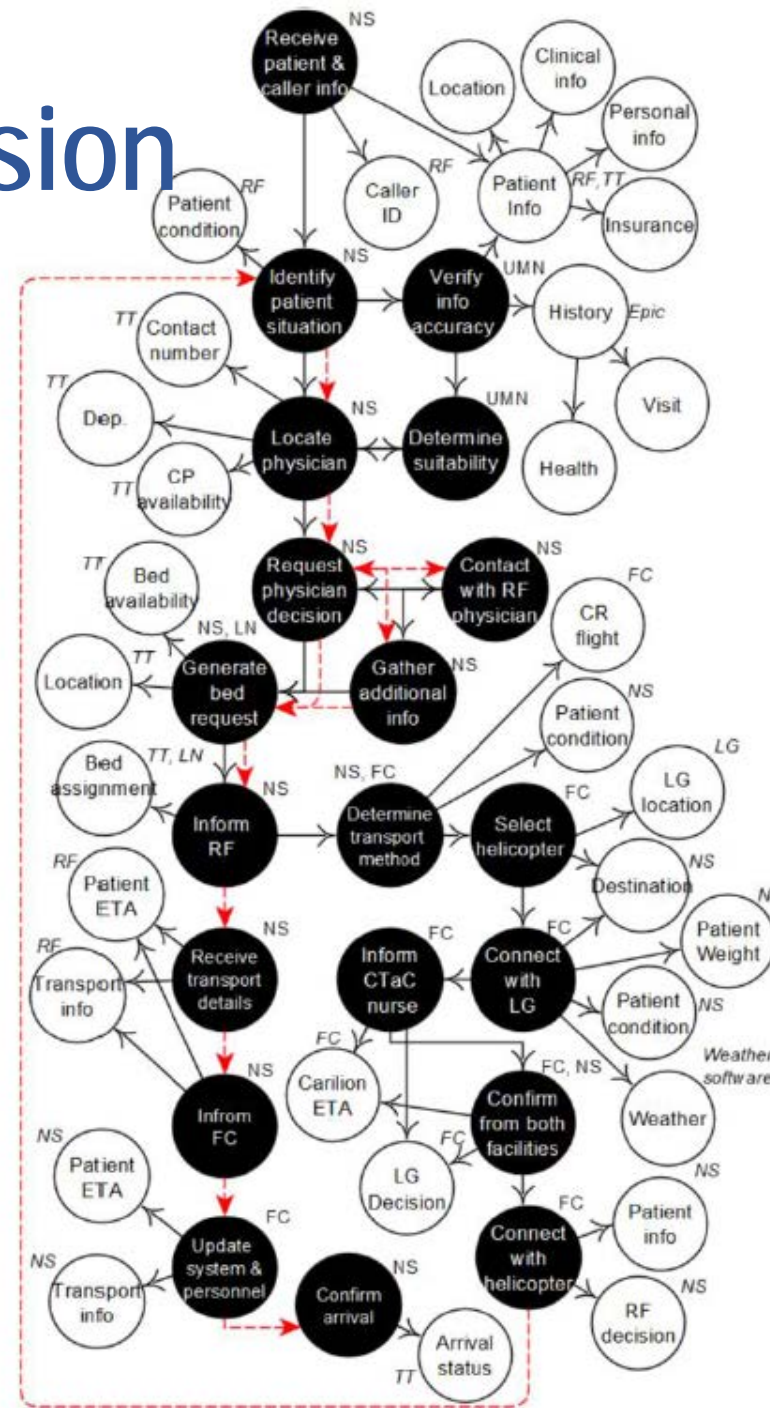 sion
NS
Receive
patient &
caller info
Location
Clinical
info
Personal
info
RF
Caller
ID
Patient
Info
RF, TT
Insurance
Patient
condition
RF
NS
Identify
patient
situation
Verify
info
accuracy
UMN
History
Epic
Visit
Health
TT
Contact
number
TT
Dep.
NS
Locate
physician
UMN
Determine
suitability
CP
availability
TT
TT
Bed
availability
NS
Request
physician
decision
NS
Contact
with RF
physician
FC
CR
flight
NS, LN
Location
TT
Generate
bed
request
NS
Gather
additional
info
NS
Patient
condition
Bed
assignment
TT, LN
NS
Inform
RF
NS, FC
Determine
transport
method
FC
Select
helicopter
LG
LG
location
NS
Destination
RF
Patient
ETA
NS
Receive
transport
details
FC
Inform
CTaC
nurse
FC
Connect
with
LG
N
Patient
Weight
RF
Transport
info
Patient
condition
NS
Weather
software
Weather
NS
Infrom
FC
FC
Carilion
ETA
FC, NS
Confirm
from both
facilities
FC
LG
Decision
NS
Patient
ETA
FC
Update
system &
personnel
NS
Transport
info
NS
Confirm
arrival
FC
Connect
with
helicopter
NS
Patient
info
NS
RF
decision
Arrival
status
TT